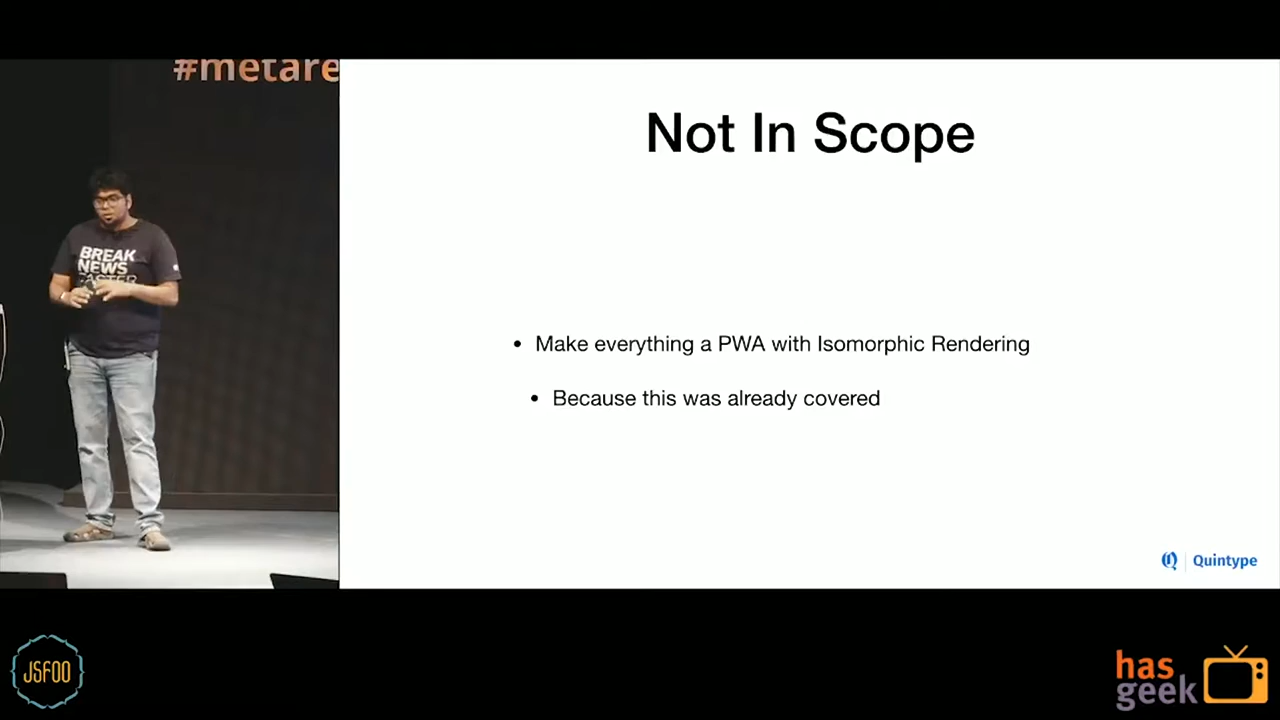 #metare
Not In Scope
BREAK
NEWS
FASTER
• Make everything a PWA with Isomorphic Rendering
• Because this was already covered
Quintype
JSFOO
has
geek